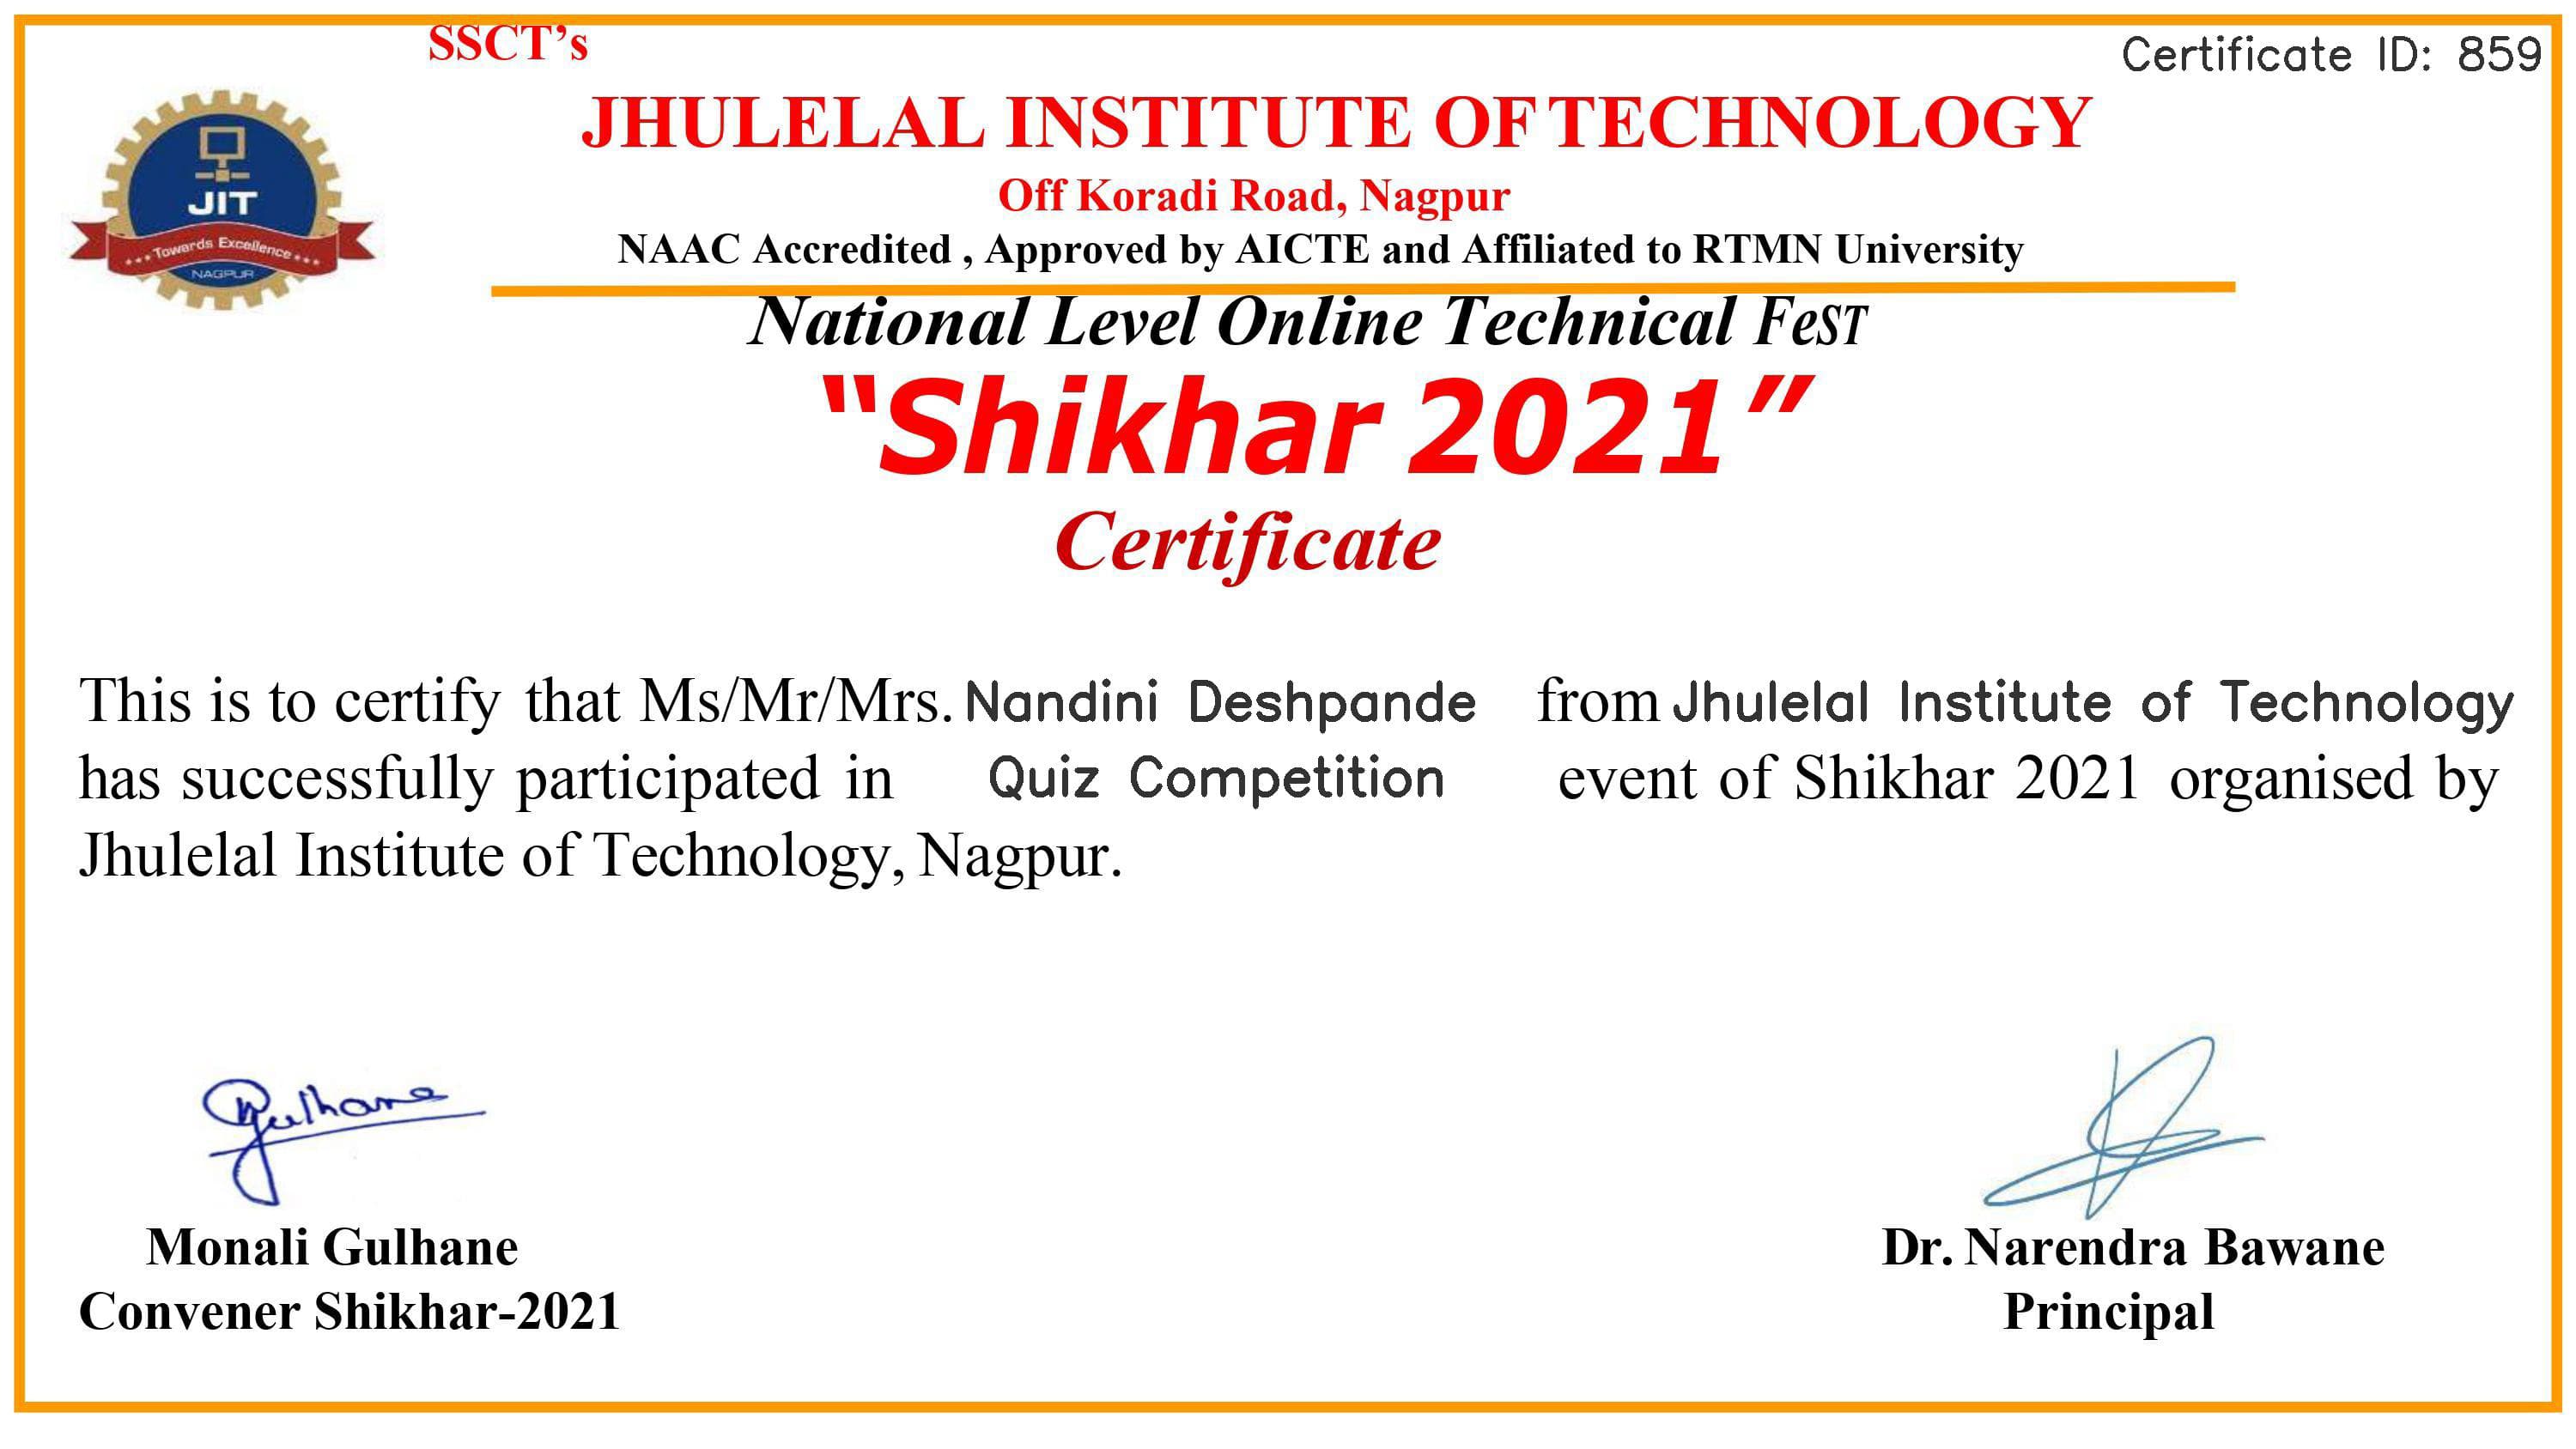 SSCT’s
Certificate ID: 859
JHULELAL INSTITUTE OF TECHNOLOGY
Off Koradi Road, Nagpur
NAAC Accredited , Approved by AICTE and Affiliated to RTMN University
JIT
*** Towards Excellence ***
NAGPUR
National Level Online Technical FeST
“Shikhar 2021”
Certificate
This is to certify that Ms/Mr/Mrs. Nandini Deshpande from Jhulelal Institute of Technology
has successfully participated in Quiz Competition event of Shikhar 2021 organised by
Jhulelal Institute of Technology, Nagpur.
Gulhane
Monali Gulhane
Convener Shikhar-2021
Dr. Narendra Bawane
Principal